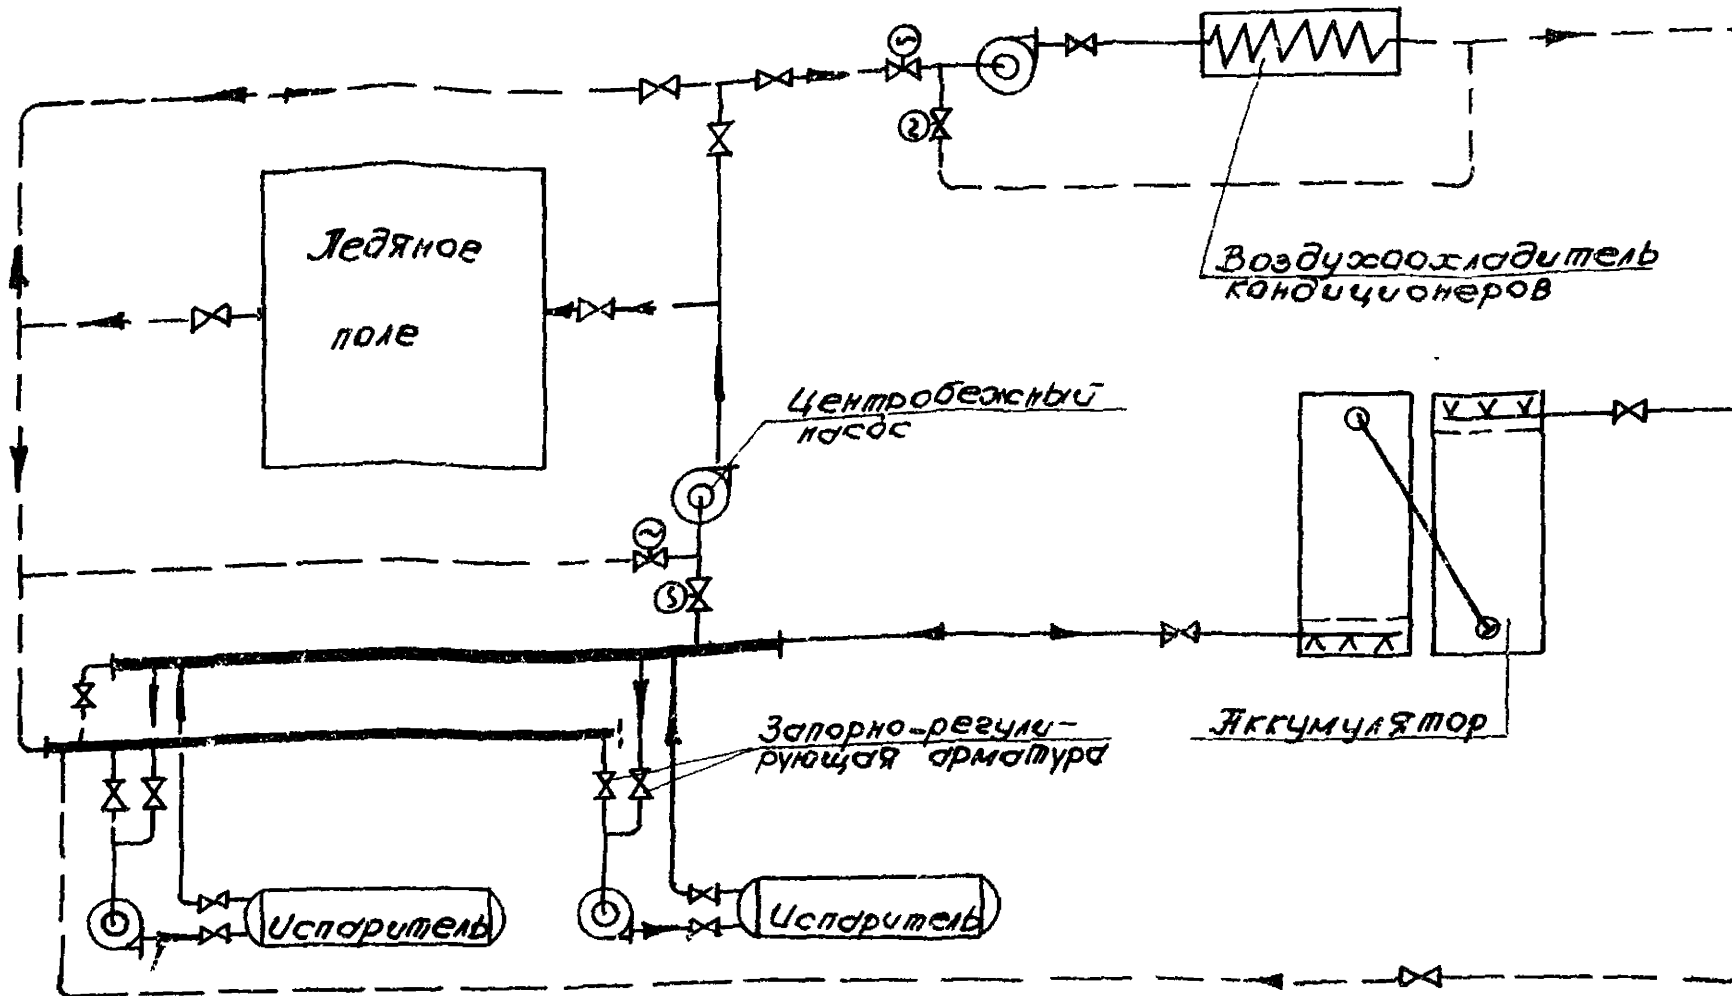 Ледяное
поле
Воздухоохладитель
кондиционеров
Центробежный
насос
Запорно-регули-
рующая арматура
Аккумулятор
Испаритель
Испаритель